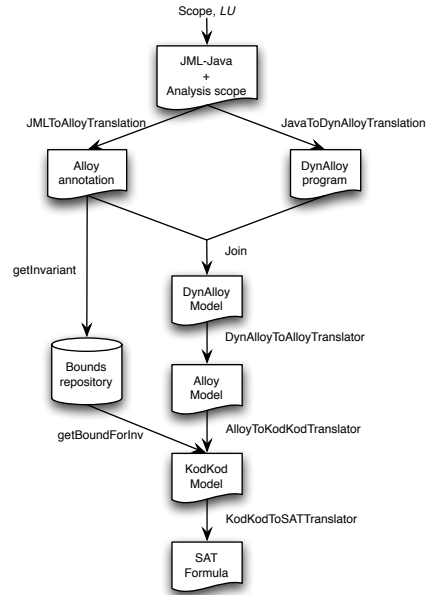 Scope, LU
JML-Java
+
Analysis scope
JMLToAlloyTranslation
JavaToDynAlloyTranslation
Alloy
annotation
DynAlloy
program
Join
getInvariant
DynAlloy
Model
DynAlloyToAlloyTranslator
Bounds
repository
Alloy
Model
AlloyToKodKodTranslator
getBoundForInv
KodKod
Model
KodKodToSATTranslator
SAT
Formula